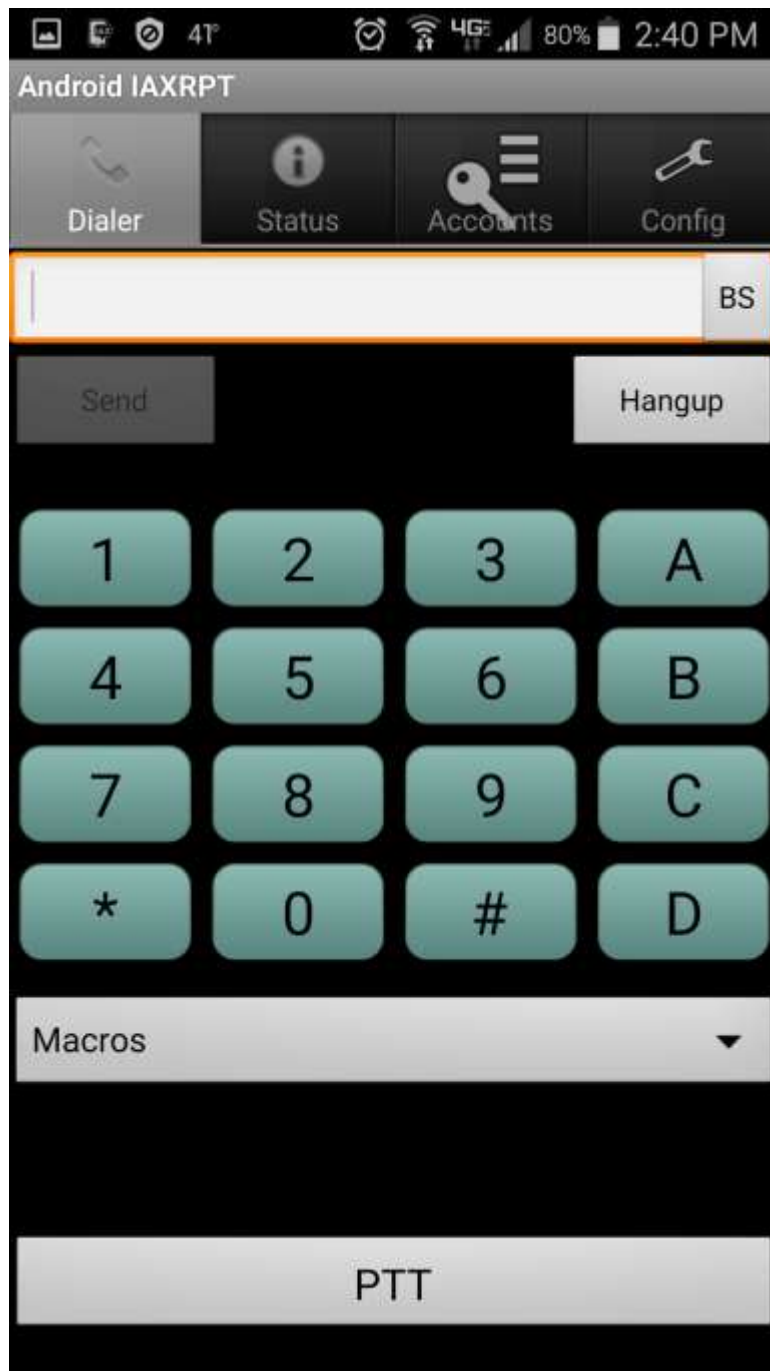 41° 4G 80% 2:40 PM
Android IAXRPT
Dialer Status Accounts Config
BS
Send Hangup
1 2 3 A
4 5 6 B
7 8 9 C
* 0 # D
Macros
PTT